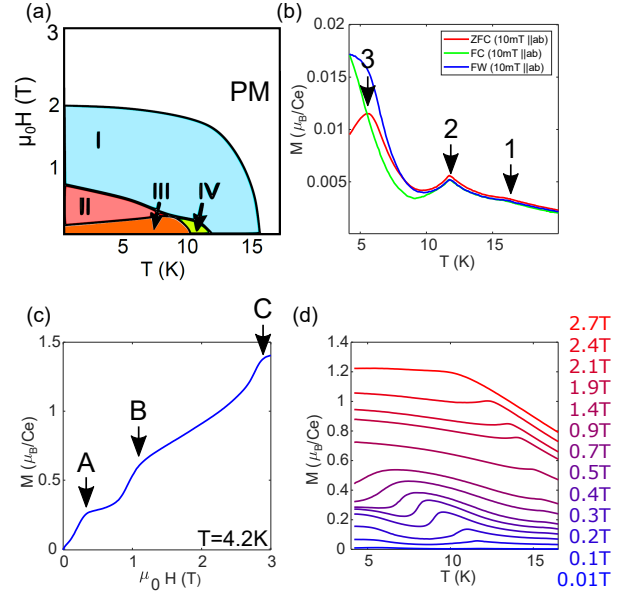 (a)
3
2
1
μ₀H (T)
PM
I
II
III
IV
5
10
15
T (K)
(b)
0.02
0.015
0.01
0.005
M (μB/Ce)
ZFC (10mT ||ab)
FC (10mT ||ab)
FW (10mT ||ab)
3
2
1
5
10
15
20
T (K)
(c)
1.5
1
0.5
0
M (μB/Ce)
A
B
C
T=4.2K
0
1
2
3
μ₀ H (T)
(d)
1.4
1.2
1
0.8
0.6
0.4
0.2
0
M (μB/Ce)
5
10
15
T (K)
2.7T
2.4T
2.1T
1.9T
1.4T
0.9T
0.7T
0.5T
0.4T
0.3T
0.2T
0.1T
0.01T